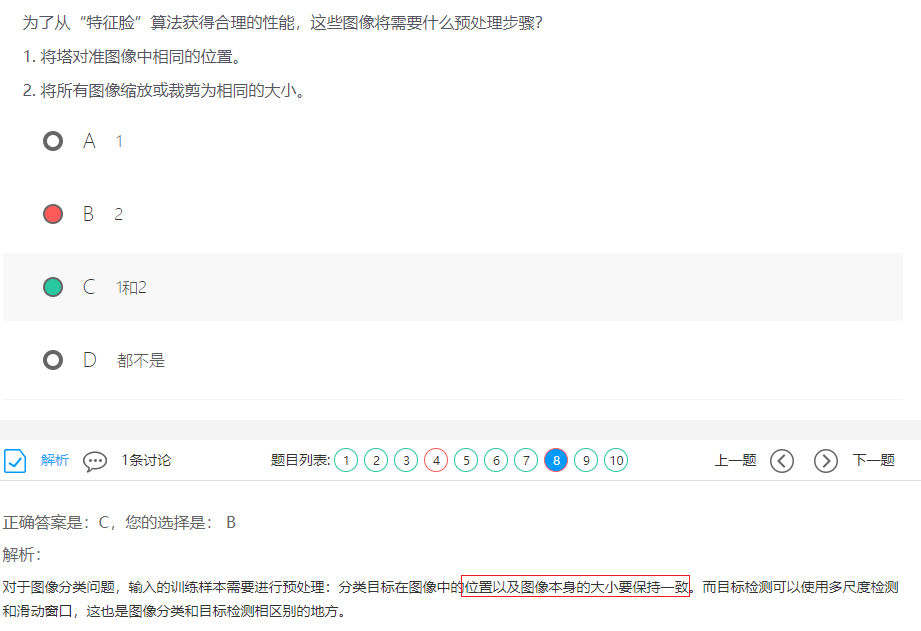 为了从“特征脸”算法获得合理的性能，这些图像将需要什么预处理步骤？
1. 将塔对准图像中相同的位置。
2. 将所有图像缩放或裁剪为相同的大小。
A 1
B 2
C 1和2
D 都不是
解析 1条讨论 题目列表: 1 2 3 4 5 6 7 8 9 10 上一题 下一题
正确答案是：C，您的选择是： B
解析：
对于图像分类问题，输入的训练样本需要进行预处理：分类目标在图像中的位置以及图像本身的大小要保持一致。而目标检测可以使用多尺度检测
和滑动窗口，这也是图像分类和目标检测相区别的地方。